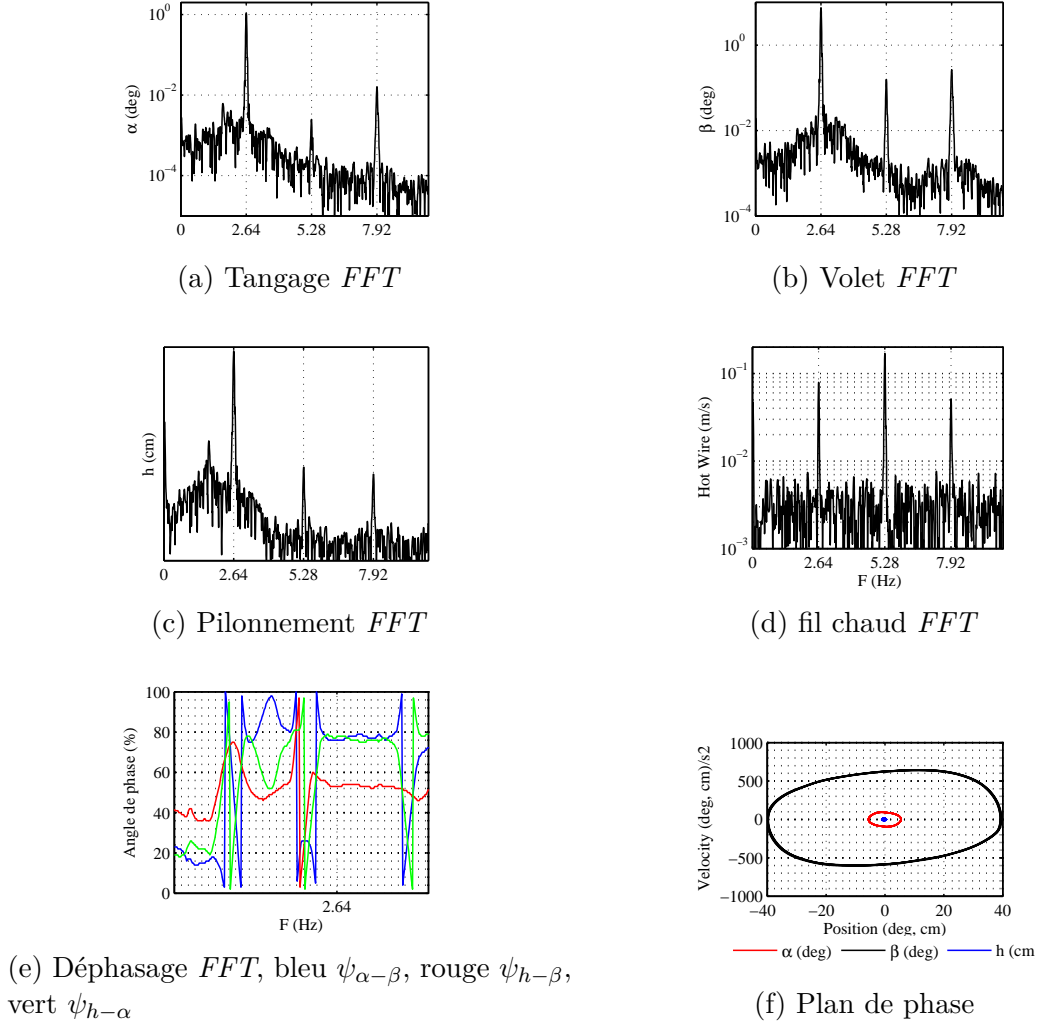 10^0
10^−2
10^−4
α (deg)
0 2.64 5.28 7.92
(a) Tangage FFT
10^0
10^−2
10^−4
β (deg)
0 2.64 5.28 7.92
(b) Volet FFT
h (cm)
0 2.64 5.28 7.92
(c) Pilonnement FFT
10^−1
10^−2
10^−3
Hot Wire (m/s)
0 2.64 5.28 7.92
F (Hz)
(d) fil chaud FFT
100
80
60
40
20
0
Angle de phase (%)
2.64
F (Hz)
(e) Déphasage FFT, bleu ψα−β, rouge ψh−β,
vert ψh−α
1000
500
0
−500
−1000
Velocity (deg, cm)/s2
−40 −20 0 20 40
Position (deg, cm)
α (deg) β (deg) h (cm
(f) Plan de phase